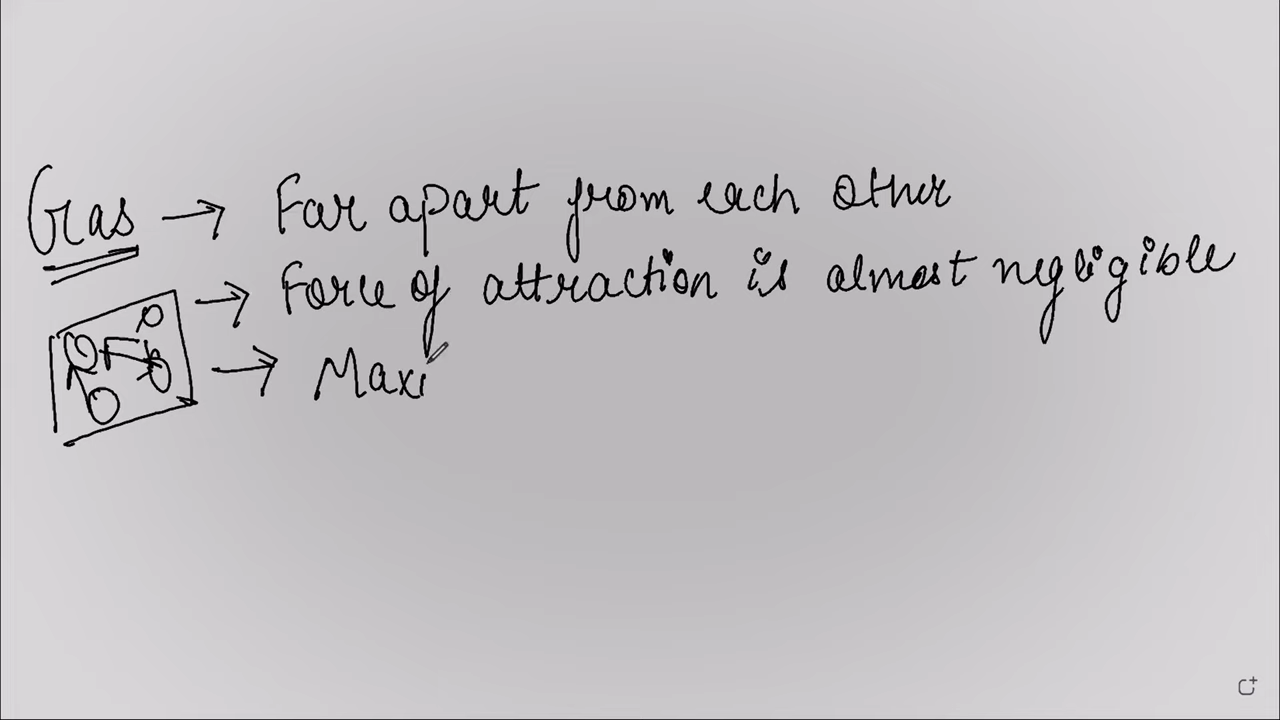 Gas → Far apart from each other
→ Force of attraction is almost negligible
→ Maxi